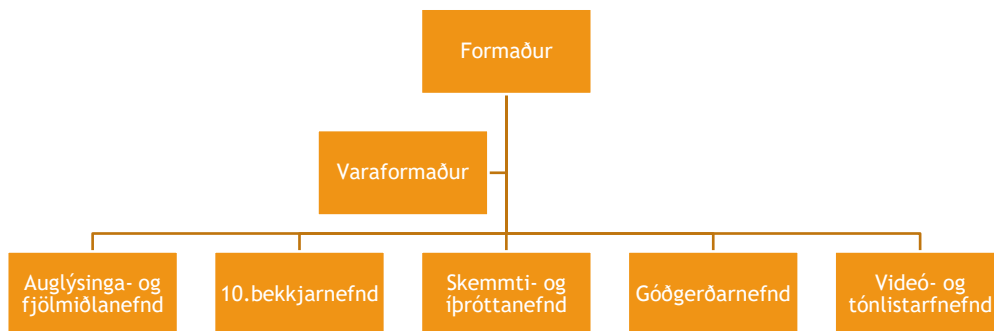 Formaður
Varaformaður
Auglýsinga- og
fjölmiðlanefnd
10.bekkjarnefnd
Skemmti- og
íþróttanefnd
Góðgerðarnefnd
Videó- og
tónlistarfnefnd